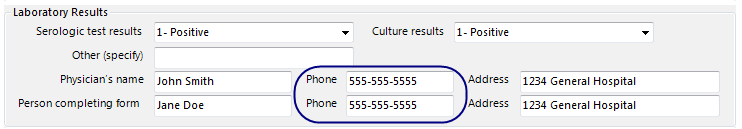 Laboratory Results
Serologic test results 1- Positive Culture results 1- Positive
Other (specify)
Physician's name John Smith Phone 555-555-5555 Address 1234 General Hospital
Person completing form Jane Doe Phone 555-555-5555 Address 1234 General Hospital